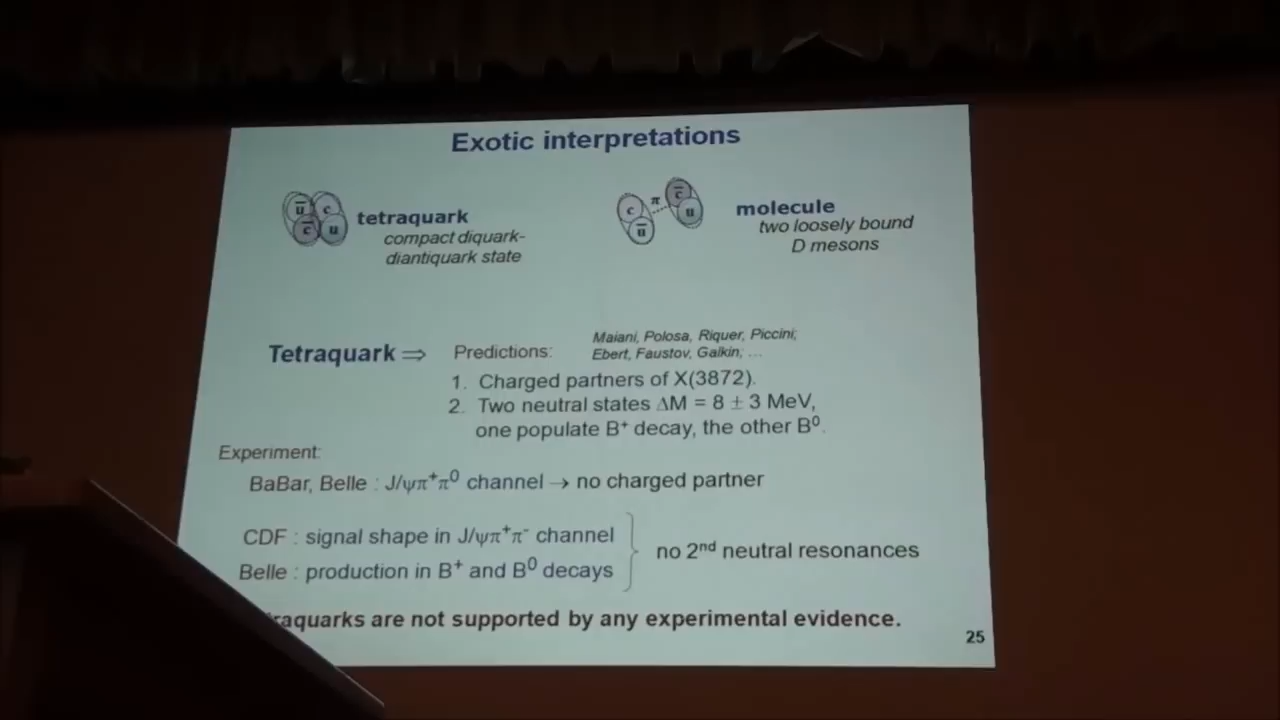 Exotic interpretations
u̅ c
c̅ u
tetraquark
compact diquark-
diantiquark state
c π c̅
u̅ u
molecule
two loosely bound
D mesons
Maiani, Polosa, Riquer, Piccini;
Tetraquark ⇒ Predictions: Ebert, Faustov, Galkin; ...
1. Charged partners of X(3872).
2. Two neutral states ΔM = 8 ± 3 MeV,
one populate B⁺ decay, the other B⁰.
Experiment:
BaBar, Belle : J/ψπ⁺π⁰ channel → no charged partner
CDF : signal shape in J/ψπ⁺π⁻ channel
Belle : production in B⁺ and B⁰ decays
no 2nd neutral resonances
raquarks are not supported by any experimental evidence.
25